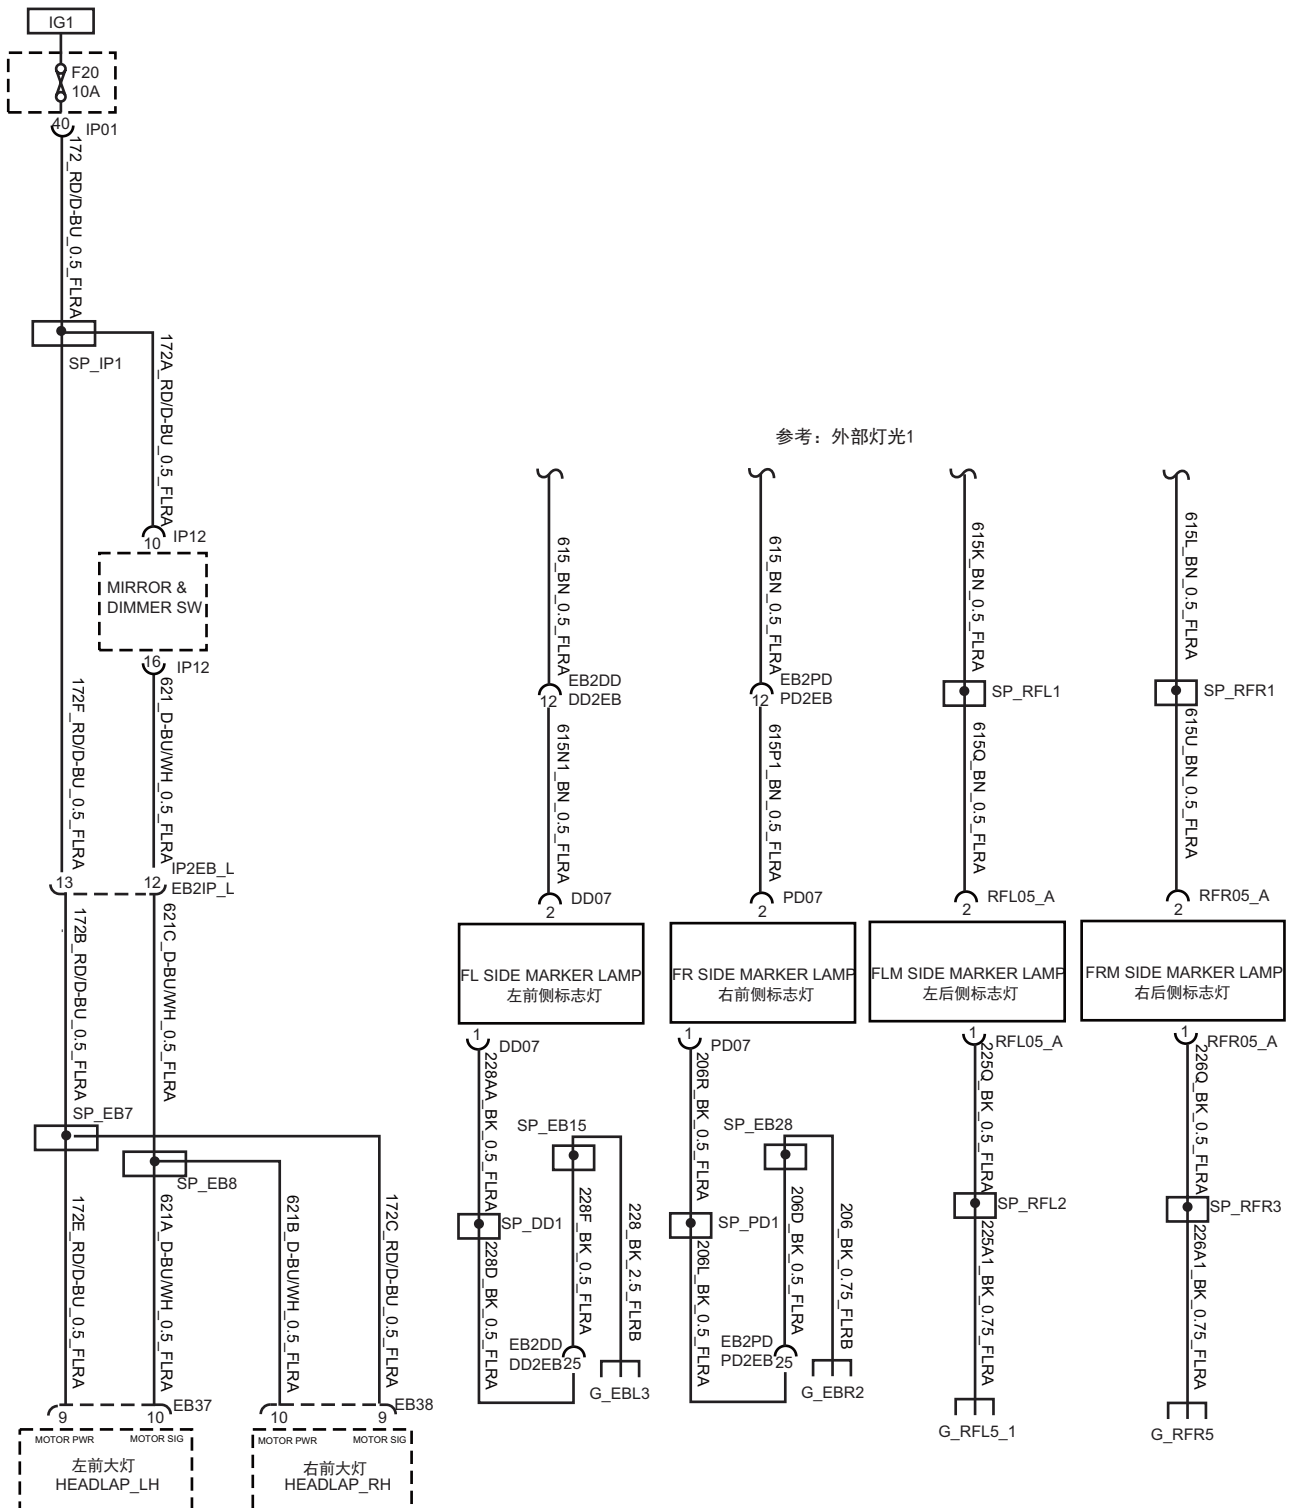 IG1
F20
10A
40
IP01
172_RD/D-BU_0.5_FLRA
SP_IP1
172A_RD/D-BU_0.5_FLRA
10
IP12
MIRROR &
DIMMER SW
16
IP12
172F_RD/D-BU_0.5_FLRA
621_D-BU/WH_0.5_FLRA
13
12
IP2EB_L
EB2IP_L
172B_RD/D-BU_0.5_FLRA
621C_D-BU/WH_0.5_FLRA
SP_EB7
SP_EB8
172E_RD/D-BU_0.5_FLRA
621A_D-BU/WH_0.5_FLRA
621B_D-BU/WH_0.5_FLRA
172C_RD/D-BU_0.5_FLRA
9
10
EB37
10
9
EB38
MOTOR PWR
MOTOR SIG
左前大灯
HEADLAP_LH
MOTOR PWR
MOTOR SIG
右前大灯
HEADLAP_RH
参考：外部灯光1
615_BN_0.5_FLRA
12
EB2DD
DD2EB
615N1_BN_0.5_FLRA
2
DD07
FL SIDE MARKER LAMP
左前侧标志灯
1
DD07
228AA_BK_0.5_FLRA
SP_DD1
228D_BK_0.5_FLRA
SP_EB15
228F_BK_0.5_FLRA
228_BK_2.5_FLRB
EB2DD
DD2EB
25
G_EBL3
615_BN_0.5_FLRA
12
EB2PD
PD2EB
615P1_BN_0.5_FLRA
2
PD07
FR SIDE MARKER LAMP
右前侧标志灯
1
PD07
206R_BK_0.5_FLRA
SP_PD1
206L_BK_0.5_FLRA
SP_EB28
206D_BK_0.5_FLRA
206_BK_0.75_FLRB
EB2PD
PD2EB
25
G_EBR2
615K_BN_0.5_FLRA
SP_RFL1
615Q_BN_0.5_FLRA
2
RFL05_A
FLM SIDE MARKER LAMP
左后侧标志灯
1
RFL05_A
225Q_BK_0.5_FLRA
SP_RFL2
225A1_BK_0.75_FLRA
G_RFL5_1
615L_BN_0.5_FLRA
SP_RFR1
615U_BN_0.5_FLRA
2
RFR05_A
FRM SIDE MARKER LAMP
右后侧标志灯
1
RFR05_A
226Q_BK_0.5_FLRA
SP_RFR3
226A1_BK_0.75_FLRA
G_RFR5